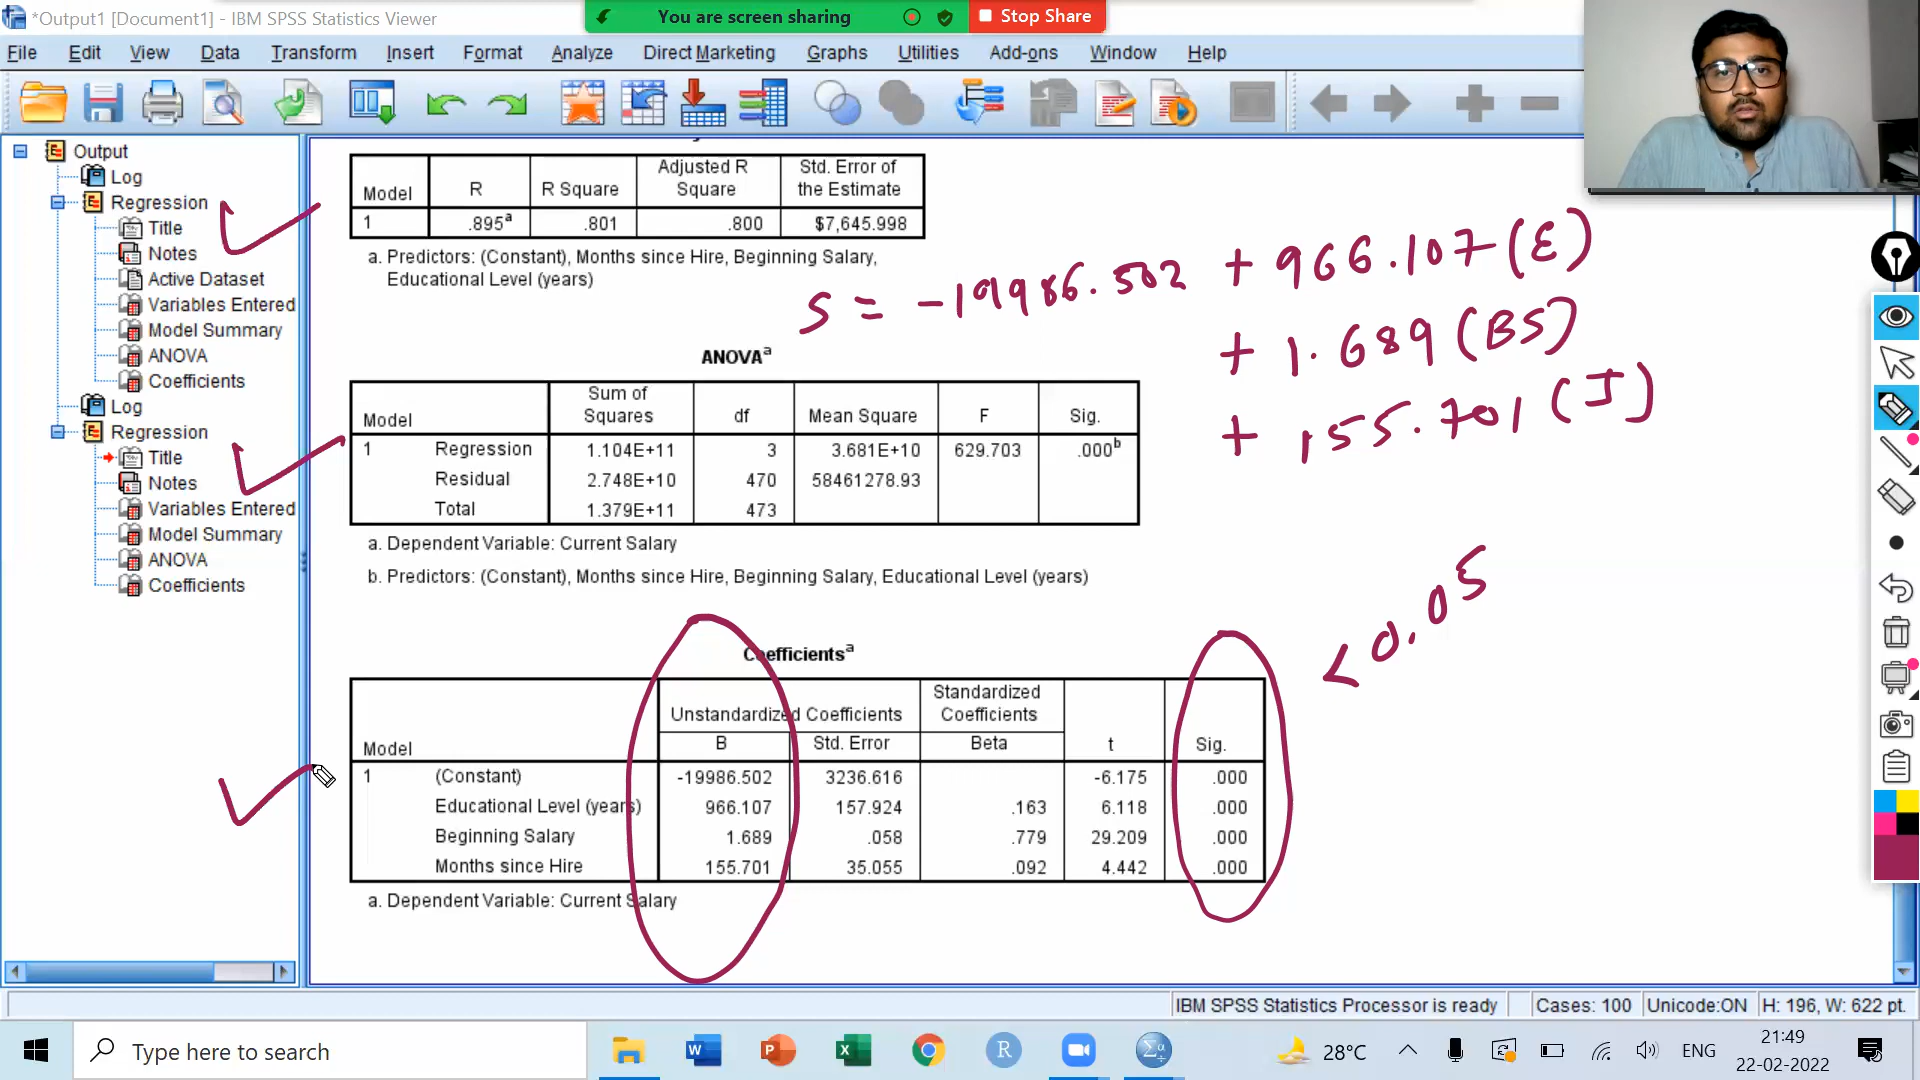 *Output1 [Document1] - IBM SPSS Statistics Viewer
You are screen sharing
Stop Share
File Edit View Data Transform Insert Format Analyze Direct Marketing Graphs Utilities Add-ons Window Help
Output
Log
Regression
Title
Notes
Active Dataset
Variables Entered
Model Summary
ANOVA
Coefficients
Log
Regression
Title
Notes
Variables Entered
Model Summary
ANOVA
Coefficients
Model R R Square Adjusted R Square Std. Error of the Estimate
1 .895a .801 .800 $7,645.998
a. Predictors: (Constant), Months since Hire, Beginning Salary,
Educational Level (years)
S = -19986.502 + 966.107 (E)
+ 1.689 (BS)
+ 155.701 (J)
ANOVAa
Model Sum of Squares df Mean Square F Sig.
1 Regression 1.104E+11 3 3.681E+10 629.703 .000b
Residual 2.748E+10 470 58461278.93
Total 1.379E+11 473
a. Dependent Variable: Current Salary
b. Predictors: (Constant), Months since Hire, Beginning Salary, Educational Level (years)
< 0.05
Coefficientsa
Unstandardized Coefficients Standardized Coefficients
Model B Std. Error Beta t Sig.
1 (Constant) -19986.502 3236.616 -6.175 .000
Educational Level (years) 966.107 157.924 .163 6.118 .000
Beginning Salary 1.689 .058 .779 29.209 .000
Months since Hire 155.701 35.055 .092 4.442 .000
a. Dependent Variable: Current Salary
IBM SPSS Statistics Processor is ready Cases: 100 Unicode:ON H: 196, W: 622 pt.
Type here to search
28°C
ENG
21:49
22-02-2022